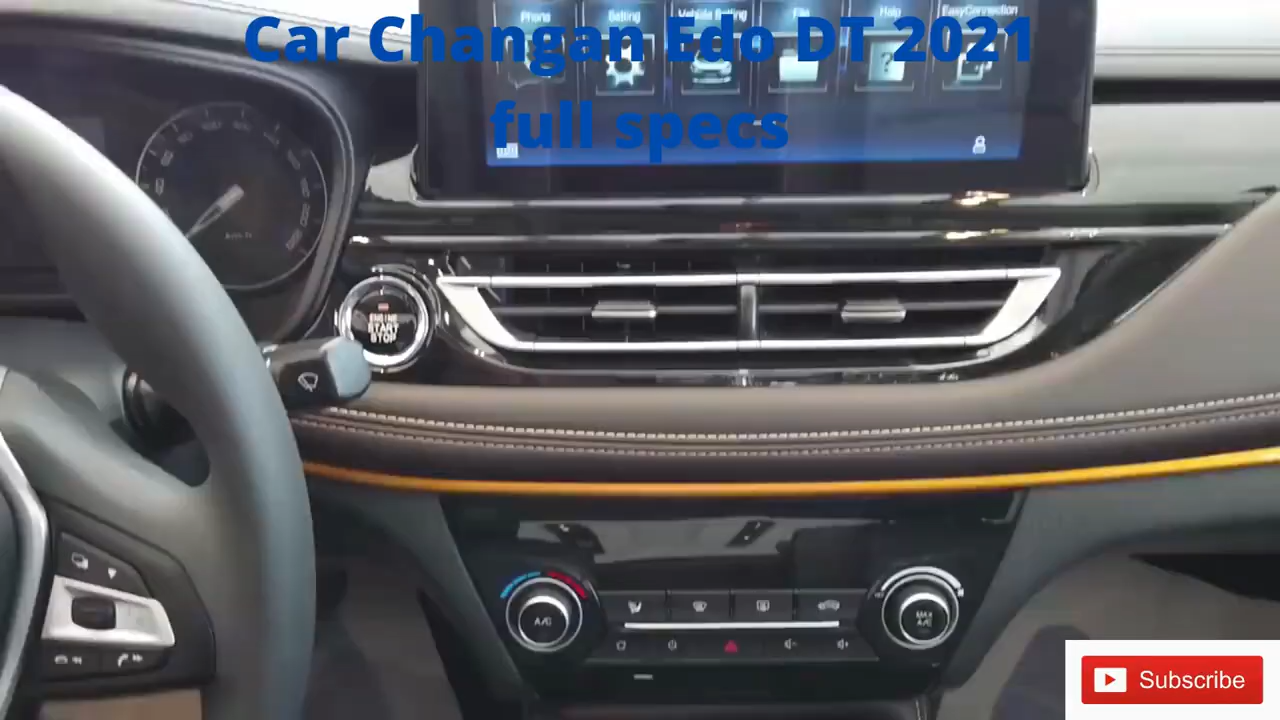 Phone Setting Vehicle Setting File Help EasyConnection
Car Changan Edo DT 2021
full specs
ENGINE
START
STOP
A/C
MAX
A/C
Subscribe